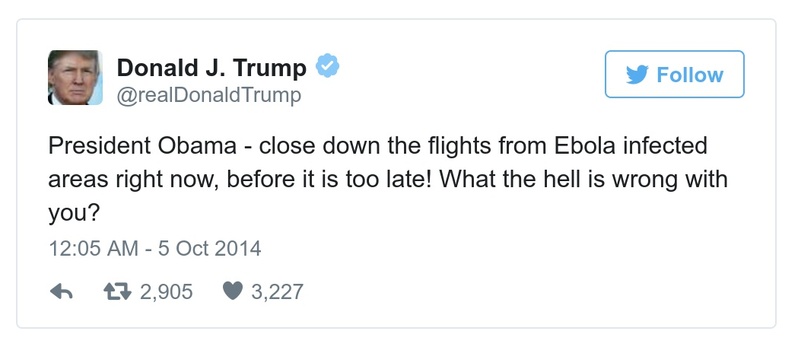 Donald J. Trump
@realDonaldTrump
Follow
President Obama - close down the flights from Ebola infected
areas right now, before it is too late! What the hell is wrong with
you?
12:05 AM - 5 Oct 2014
2,905 3,227